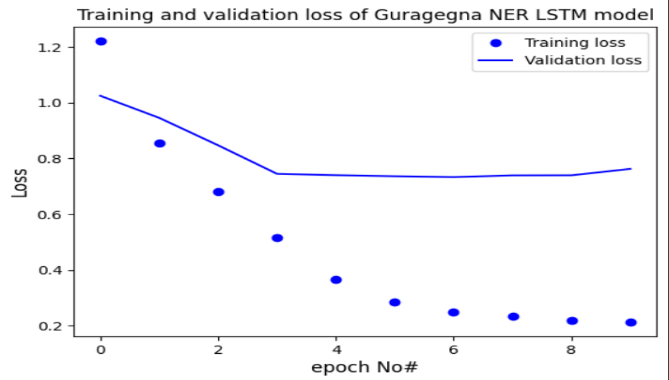 Training and validation loss of Guragegna NER LSTM model
Training loss
Validation loss
Loss
1.2
1.0
0.8
0.6
0.4
0.2
0 2 4 6 8
epoch No#